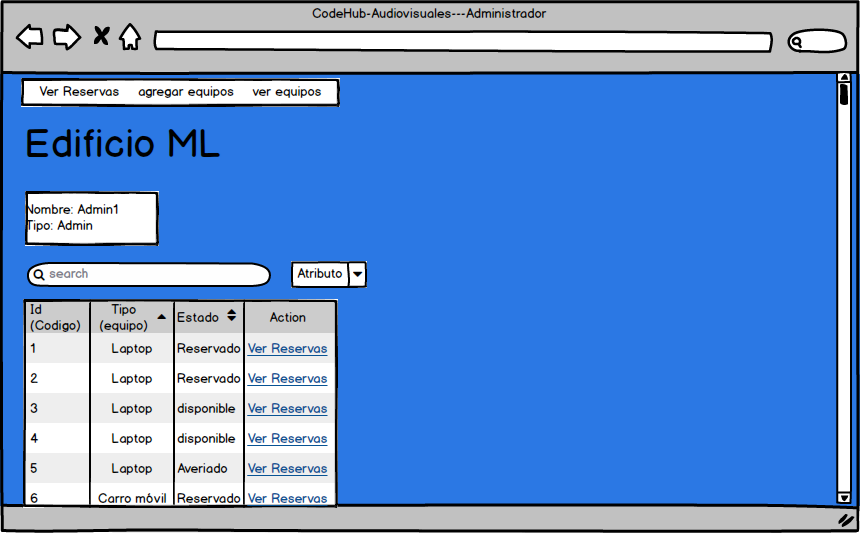 CodeHub-Audiovisuales---Administrador
Ver Reservas agregar equipos ver equipos
Edificio ML
Nombre: Admin1
Tipo: Admin
search Atributo
Id (Codigo) Tipo (equipo) Estado Action
1 Laptop Reservado Ver Reservas
2 Laptop Reservado Ver Reservas
3 Laptop disponible Ver Reservas
4 Laptop disponible Ver Reservas
5 Laptop Averiado Ver Reservas
6 Carro móvil Reservado Ver Reservas